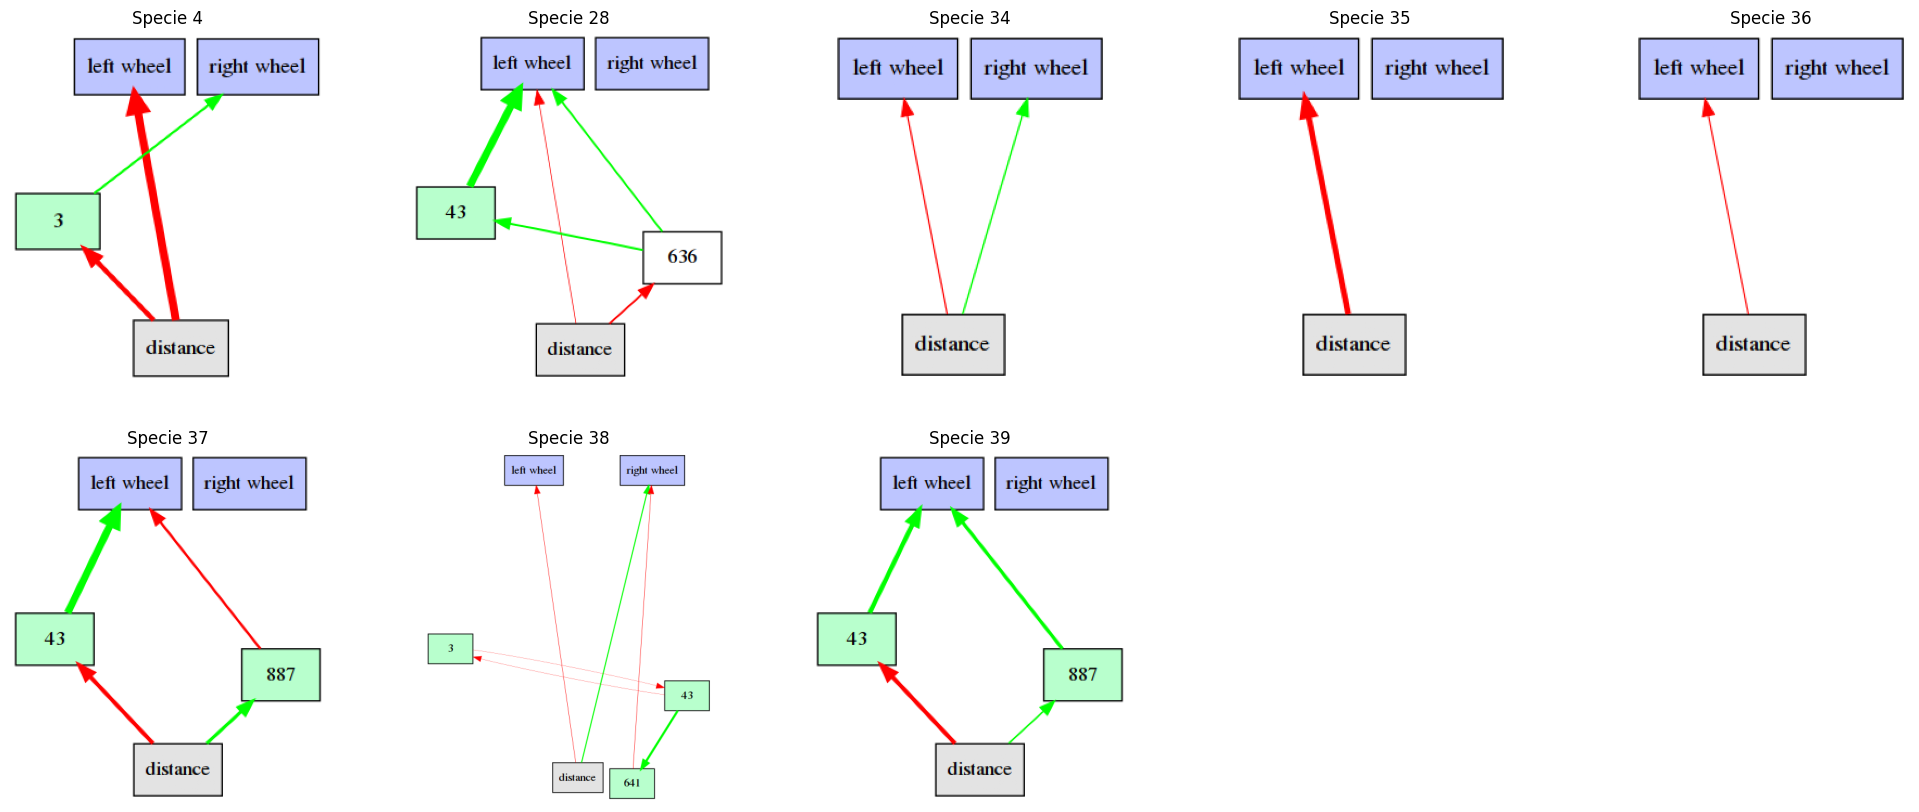 Specie 4
left wheel
right wheel
3
distance
Specie 28
left wheel
right wheel
43
636
distance
Specie 34
left wheel
right wheel
distance
Specie 35
left wheel
right wheel
distance
Specie 36
left wheel
right wheel
distance
Specie 37
left wheel
right wheel
43
887
distance
Specie 38
left wheel
right wheel
3
43
distance
641
Specie 39
left wheel
right wheel
43
887
distance